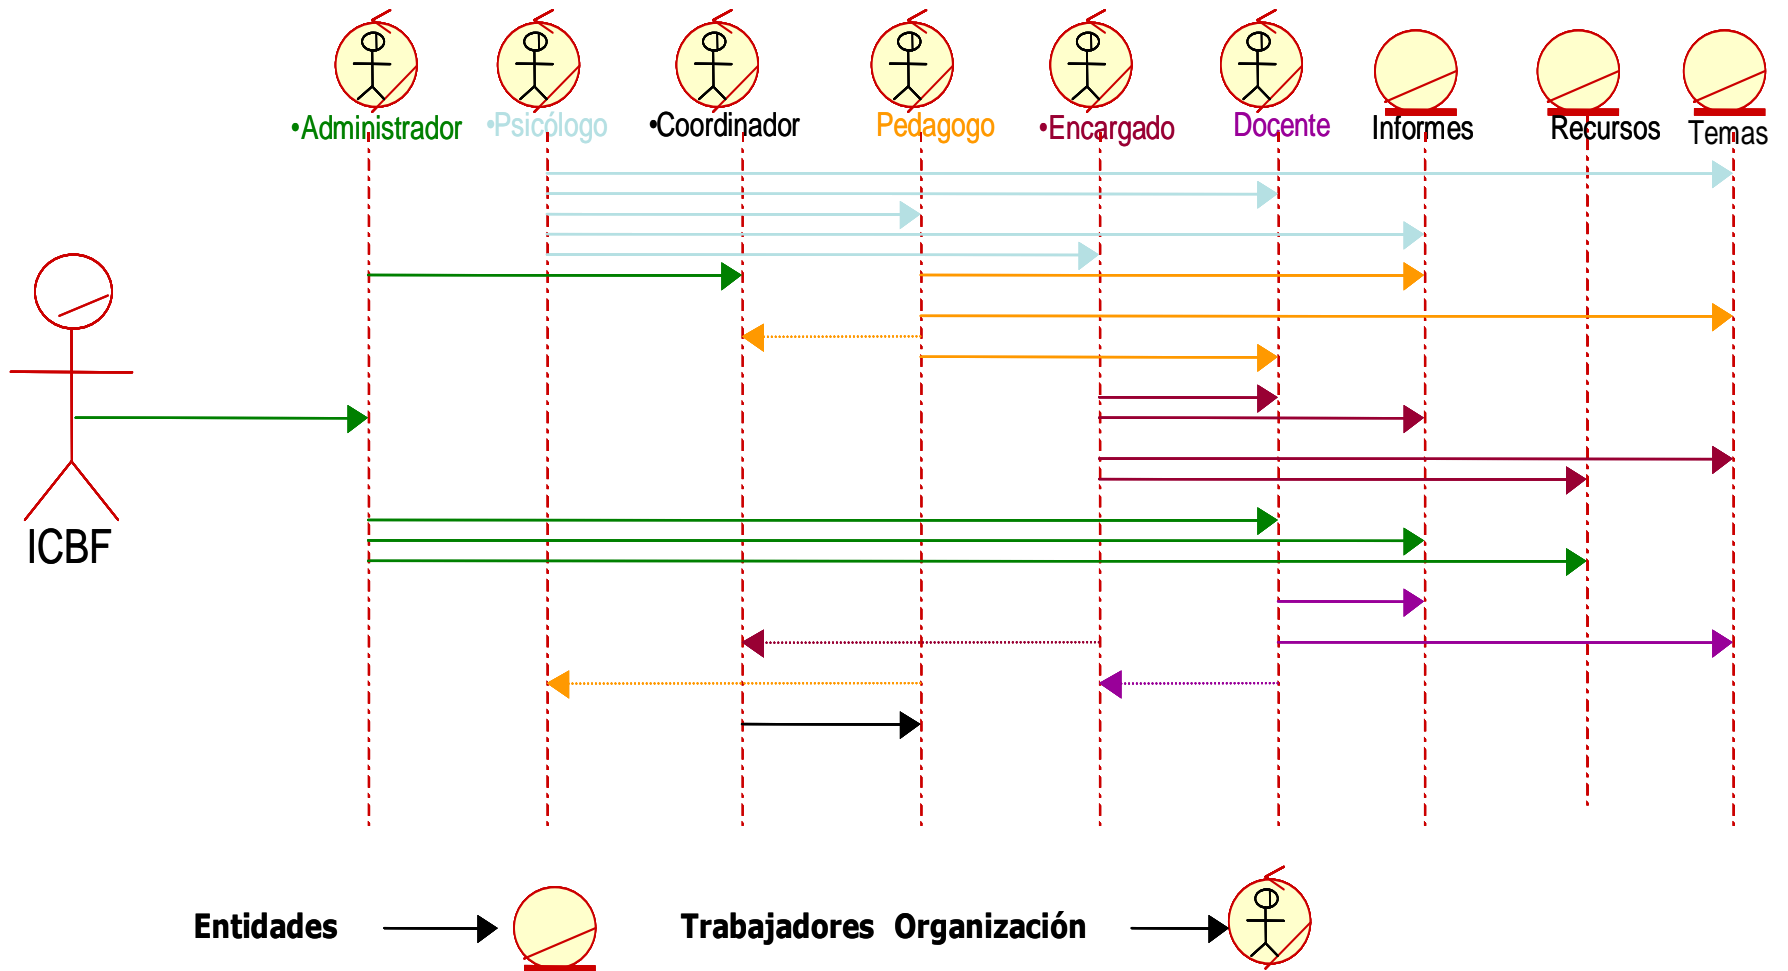 •Administrador
•Psicólogo
•Coordinador
Pedagogo
•Encargado
Docente
Informes
Recursos
Temas
ICBF
Entidades
Trabajadores Organización